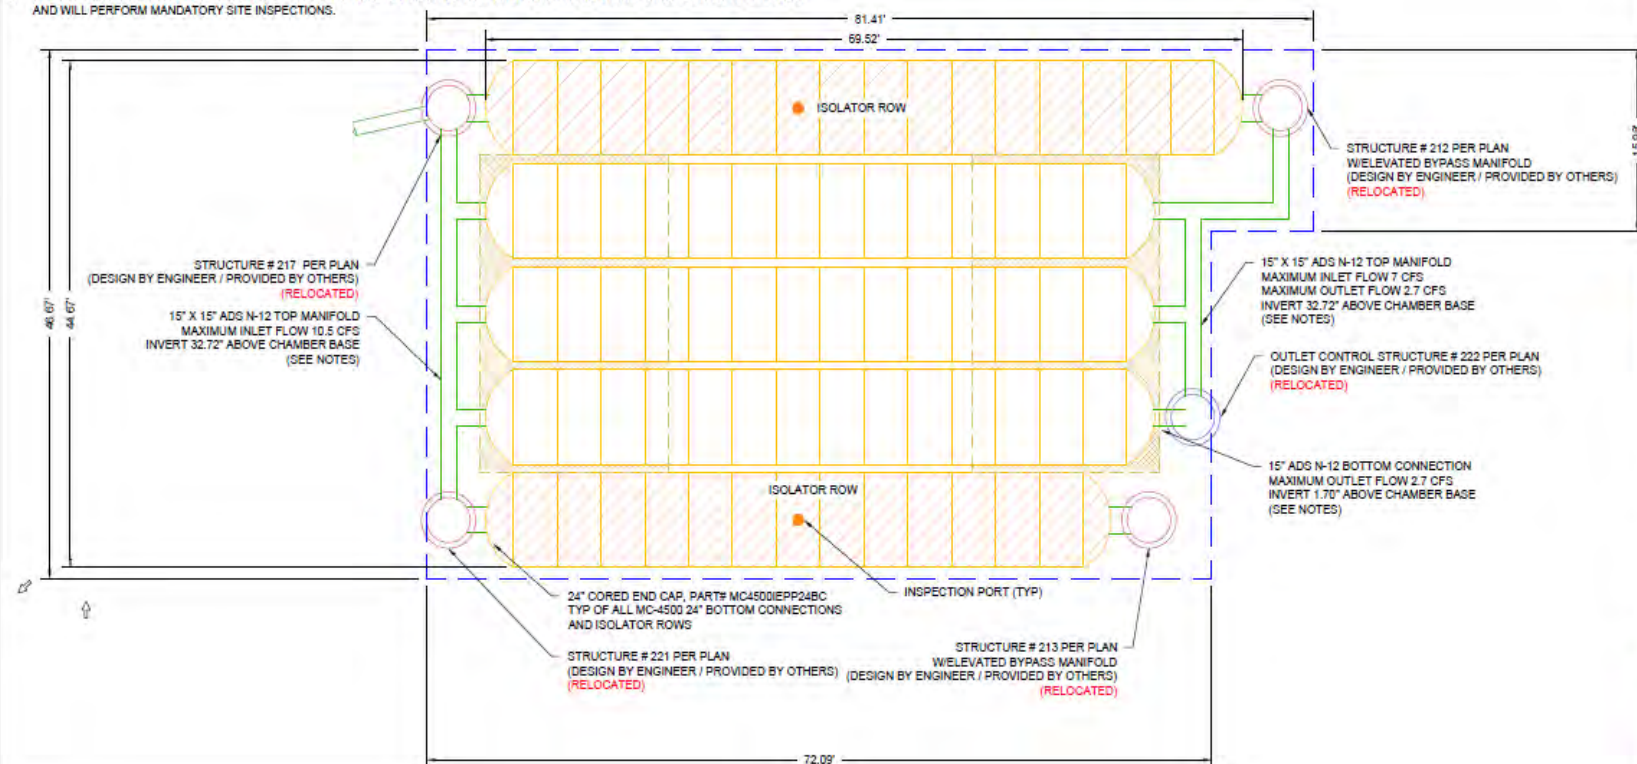 AND WILL PERFORM MANDATORY SITE INSPECTIONS.
81.41'
69.52'
ISOLATOR ROW
STRUCTURE # 212 PER PLAN
W/ELEVATED BYPASS MANIFOLD
(DESIGN BY ENGINEER / PROVIDED BY OTHERS)
(RELOCATED)
STRUCTURE # 217 PER PLAN
(DESIGN BY ENGINEER / PROVIDED BY OTHERS)
(RELOCATED)
46.67'
44.67'
15" X 15" ADS N-12 TOP MANIFOLD
MAXIMUM INLET FLOW 10.5 CFS
INVERT 32.72" ABOVE CHAMBER BASE
(SEE NOTES)
15" X 15" ADS N-12 TOP MANIFOLD
MAXIMUM INLET FLOW 7 CFS
MAXIMUM OUTLET FLOW 2.7 CFS
INVERT 32.72" ABOVE CHAMBER BASE
(SEE NOTES)
OUTLET CONTROL STRUCTURE # 222 PER PLAN
(DESIGN BY ENGINEER / PROVIDED BY OTHERS)
(RELOCATED)
15" ADS N-12 BOTTOM CONNECTION
MAXIMUM OUTLET FLOW 2.7 CFS
INVERT 1.70" ABOVE CHAMBER BASE
(SEE NOTES)
ISOLATOR ROW
INSPECTION PORT (TYP)
24" CORED END CAP, PART# MC4500IEPP24BC
TYP OF ALL MC-4500 24" BOTTOM CONNECTIONS
AND ISOLATOR ROWS
STRUCTURE # 221 PER PLAN
(DESIGN BY ENGINEER / PROVIDED BY OTHERS)
(RELOCATED)
STRUCTURE # 213 PER PLAN
W/ELEVATED BYPASS MANIFOLD
(DESIGN BY ENGINEER / PROVIDED BY OTHERS)
(RELOCATED)
72.09'